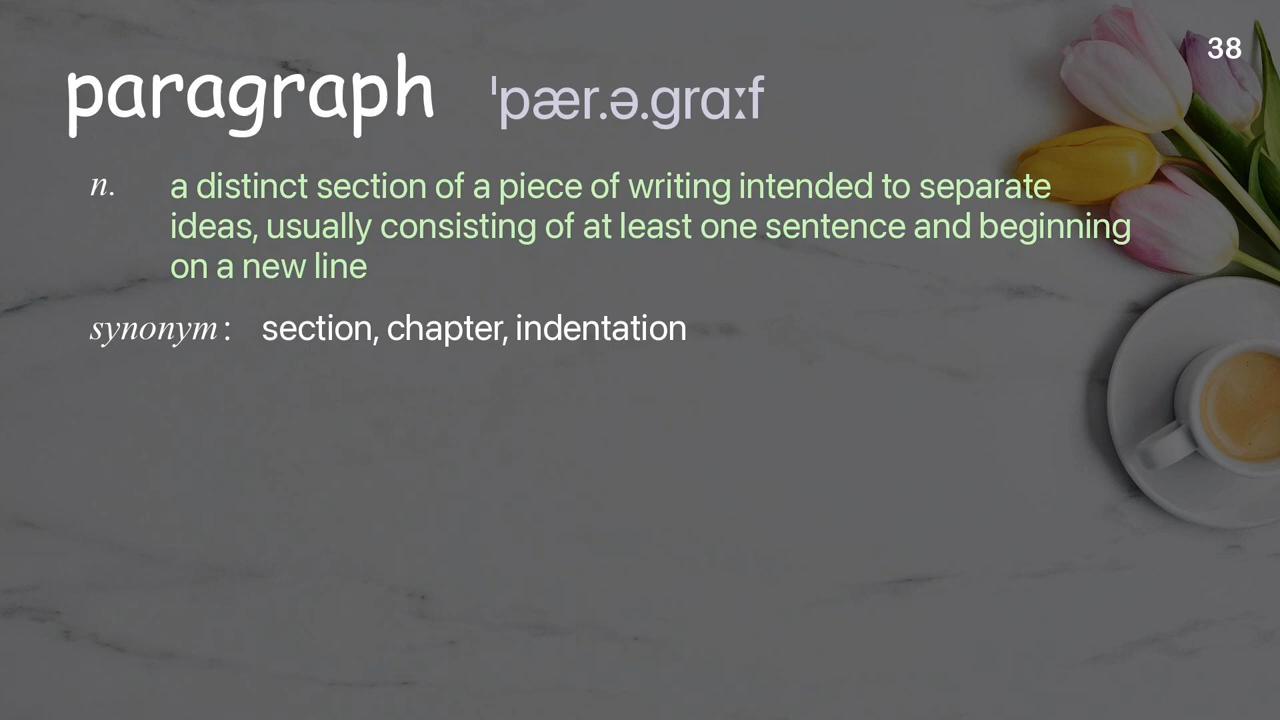 38
paragraph ˈpær.ə.grɑːf
n. a distinct section of a piece of writing intended to separate
ideas, usually consisting of at least one sentence and beginning
on a new line
synonym: section, chapter, indentation